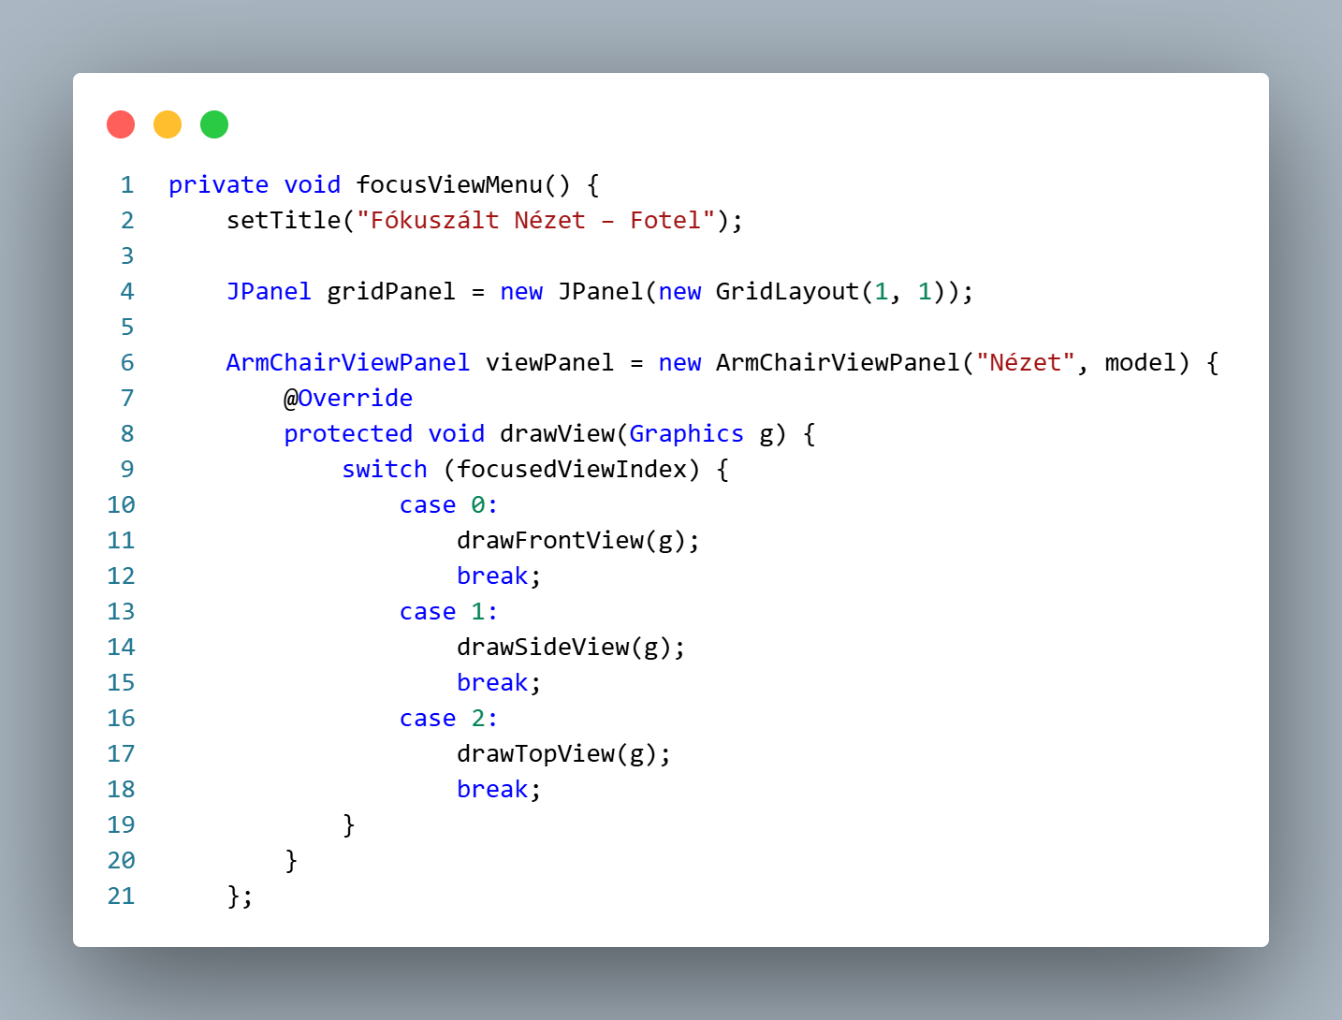 1 private void focusViewMenu() {
2     setTitle("Fókuszált Nézet – Fotel");
3
4     JPanel gridPanel = new JPanel(new GridLayout(1, 1));
5
6     ArmChairViewPanel viewPanel = new ArmChairViewPanel("Nézet", model) {
7         @Override
8         protected void drawView(Graphics g) {
9             switch (focusedViewIndex) {
10                 case 0:
11                     drawFrontView(g);
12                     break;
13                 case 1:
14                     drawSideView(g);
15                     break;
16                 case 2:
17                     drawTopView(g);
18                     break;
19             }
20         }
21     };